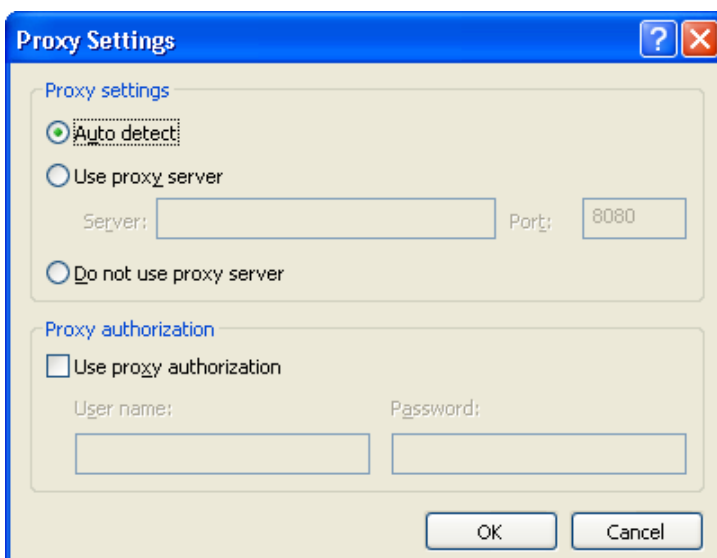 Proxy Settings
Proxy settings
Auto detect
Use proxy server
Server: Port: 8080
Do not use proxy server
Proxy authorization
Use proxy authorization
User name: Password:
OK Cancel